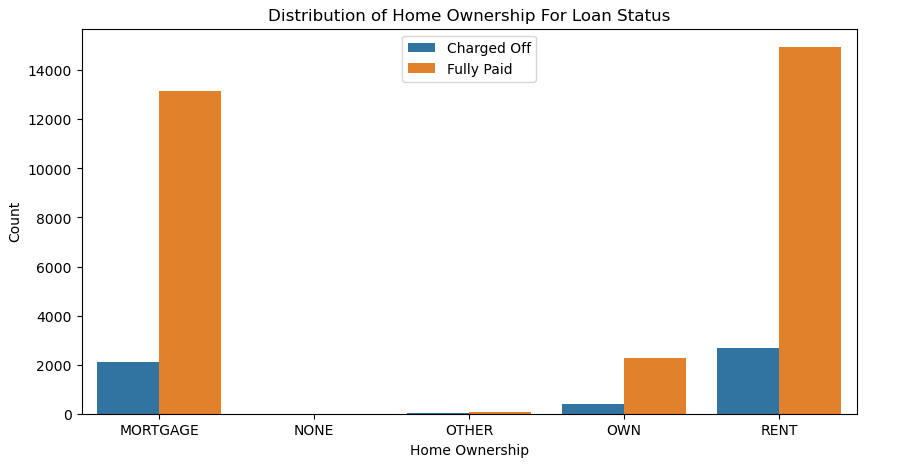 Distribution of Home Ownership For Loan Status
Charged Off
Fully Paid
Count
14000
12000
10000
8000
6000
4000
2000
0
MORTGAGE NONE OTHER OWN RENT
Home Ownership